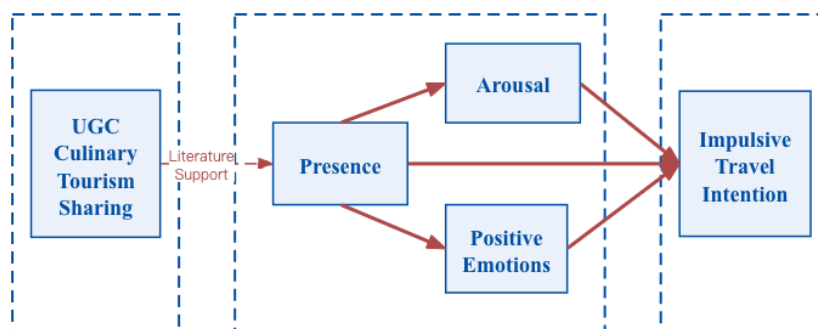 UGC
Culinary
Tourism
Sharing
Literature
Support
Presence
Arousal
Positive
Emotions
Impulsive
Travel
Intention